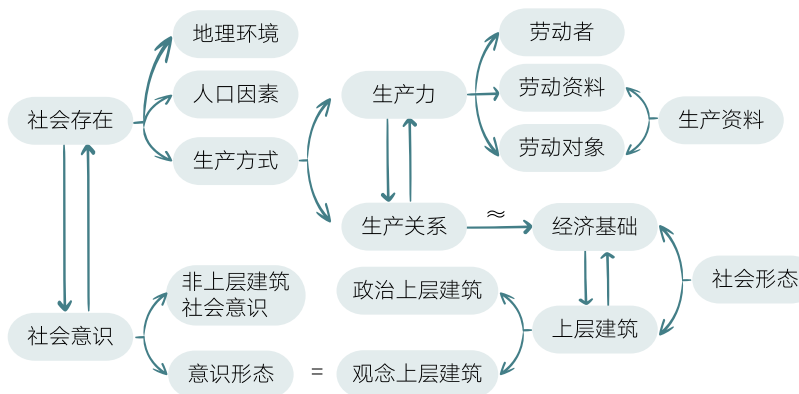 地理环境
劳动者
人口因素
生产力
劳动资料
社会存在
生产资料
生产方式
劳动对象
≈
生产关系
经济基础
非上层建筑
社会意识
政治上层建筑
社会形态
社会意识
上层建筑
意识形态
=
观念上层建筑